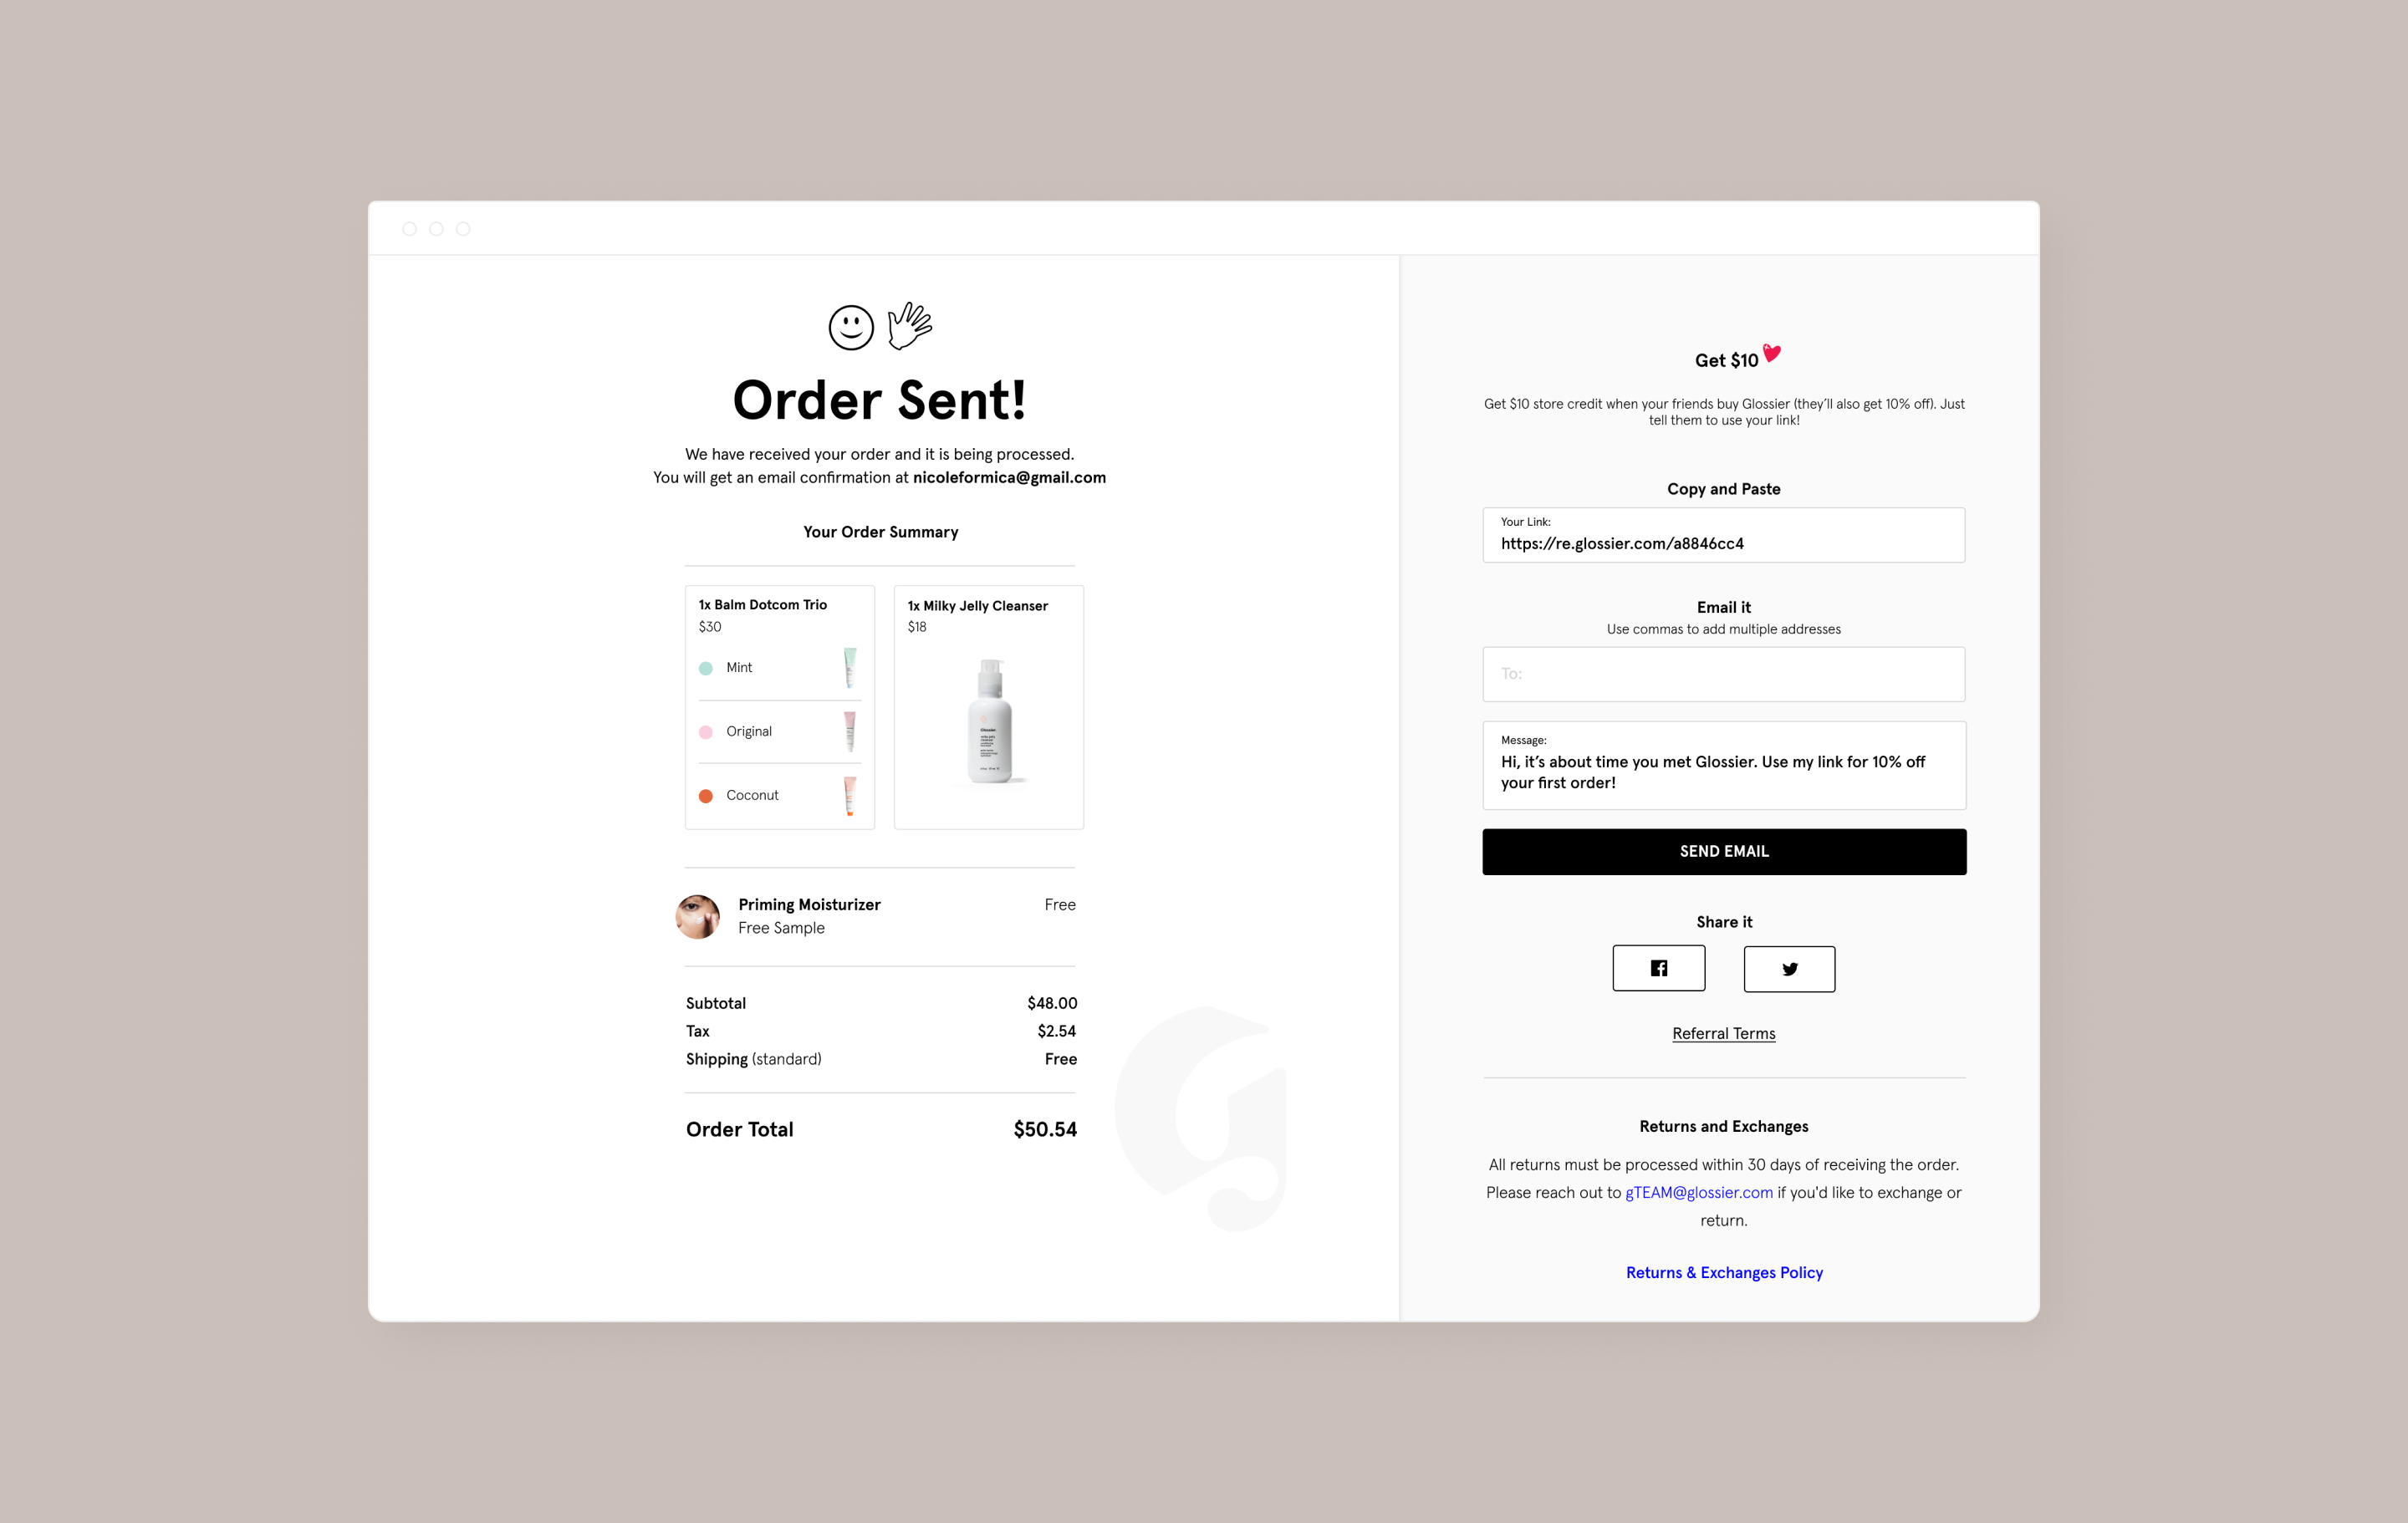 Order Sent!
We have received your order and it is being processed.
You will get an email confirmation at nicoleformica@gmail.com
Your Order Summary
1x Balm Dotcom Trio
$30
Mint
Original
Coconut
1x Milky Jelly Cleanser
$18
Glossier.
Priming Moisturizer
Free
Free Sample
Subtotal
$48.00
Tax
$2.54
Shipping (standard)
Free
Order Total
$50.54
Get $10
Get $10 store credit when your friends buy Glossier (they’ll also get 10% off). Just
tell them to use your link!
Copy and Paste
Your Link:
https://re.glossier.com/a8846cc4
Email it
Use commas to add multiple addresses
To:
Message:
Hi, it’s about time you met Glossier. Use my link for 10% off
your first order!
SEND EMAIL
Share it
Referral Terms
Returns and Exchanges
All returns must be processed within 30 days of receiving the order.
Please reach out to gTEAM@glossier.com if you'd like to exchange or
return.
Returns & Exchanges Policy